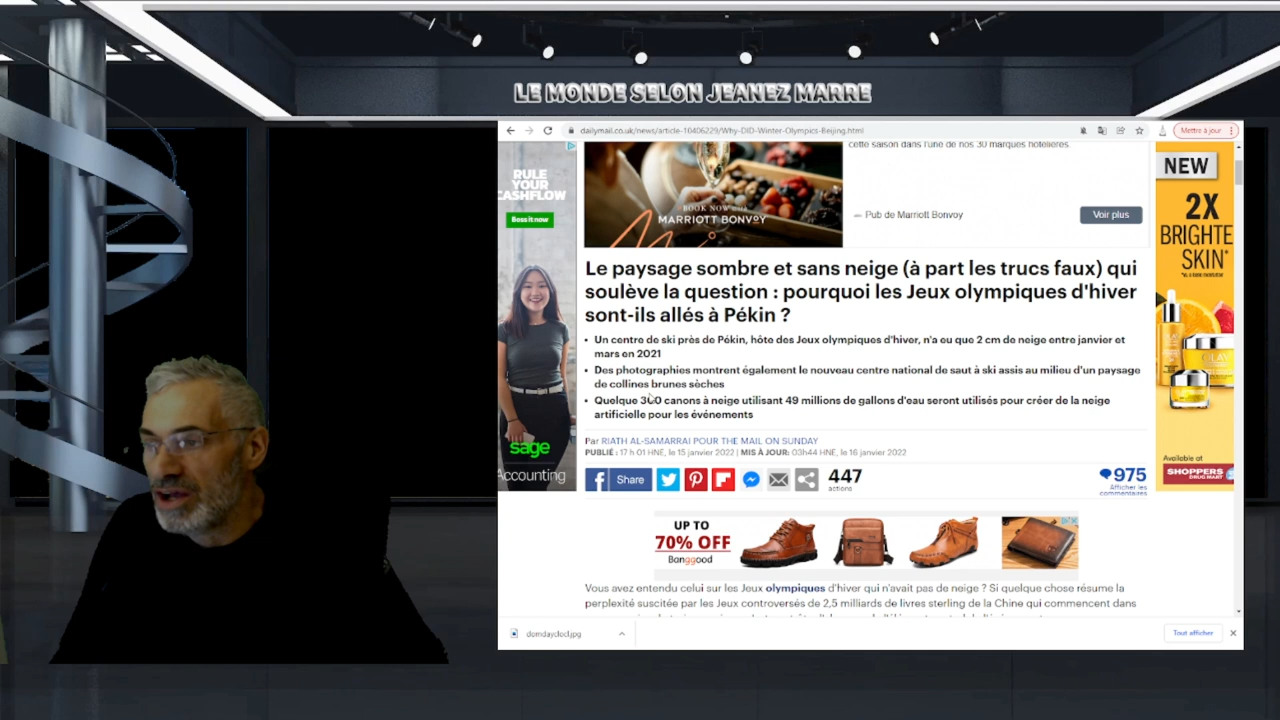 LE MONDE SELON JEANEZ MARRE
dailymail.co.uk/news/article-10406229/Why-DID-Winter-Olympics-Beijing.html
Mettre à jour
RULE
YOUR
CASHFLOW
Boss it now
sage
Accounting
BOOK NOW
MARRIOTT BONVOY
cette saison dans l'une de nos 30 marques hôtelières.
Pub de Marriott Bonvoy
Voir plus
NEW
2X
BRIGHTE
SKIN*
Available at
SHOPPERS
DRUG MART
Le paysage sombre et sans neige (à part les trucs faux) qui
soulève la question : pourquoi les Jeux olympiques d'hiver
sont-ils allés à Pékin ?
• Un centre de ski près de Pékin, hôte des Jeux olympiques d'hiver, n'a eu que 2 cm de neige entre janvier et
mars en 2021
• Des photographies montrent également le nouveau centre national de saut à ski assis au milieu d'un paysage
de collines brunes sèches
• Quelque 300 canons à neige utilisant 49 millions de gallons d'eau seront utilisés pour créer de la neige
artificielle pour les événements
Par RIATH AL-SAMARRAI POUR THE MAIL ON SUNDAY
PUBLIÉ : 17 h 01 HNE, le 15 janvier 2022 | MIS À JOUR: 03h44 HNE, le 16 janvier 2022
Share
447
actions
975
Afficher les
commentaires
UP TO
70% OFF
Banggood
Vous avez entendu celui sur les Jeux olympiques d'hiver qui n'avait pas de neige ? Si quelque chose résume la
perplexité suscitée par les Jeux controversés de 2,5 milliards de livres sterling de la Chine qui commencent dans
domdaydocl.jpg
Tout afficher